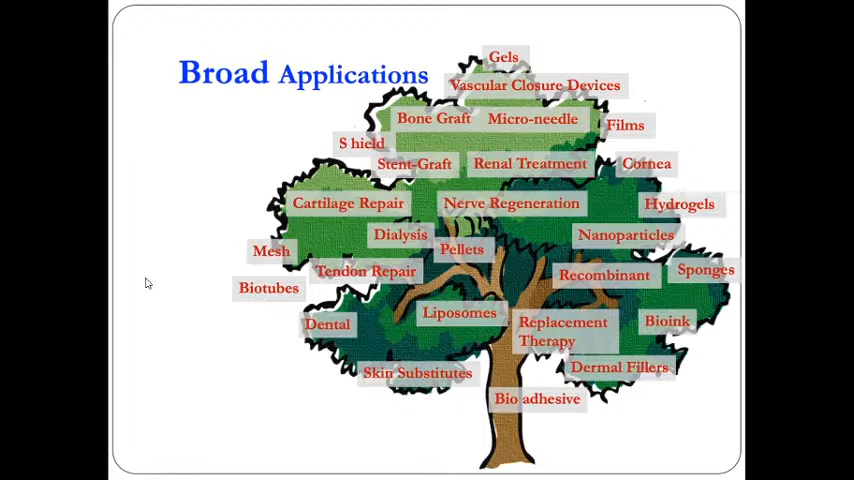 Broad Applications
Gels
Vascular Closure Devices
Bone Graft
Micro-needle
Films
S hield
Stent-Graft
Renal Treatment
Cornea
Cartilage Repair
Nerve Regeneration
Hydrogels
Dialysis
Nanoparticles
Mesh
Pellets
Tendon Repair
Recombinant
Sponges
Biotubes
Dental
Liposomes
Replacement
Therapy
Bioink
Skin Substitutes
Dermal Fillers
Bio adhesive